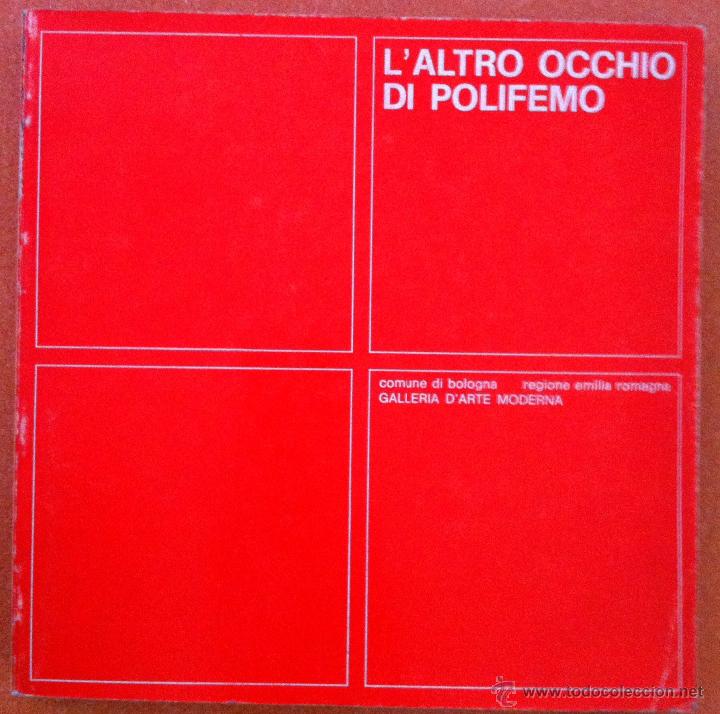 L'ALTRO OCCHIO
DI POLIFEMO
comune di bologna regione emilia romagna
GALLERIA D'ARTE MODERNA
© www.todocoleccion.net